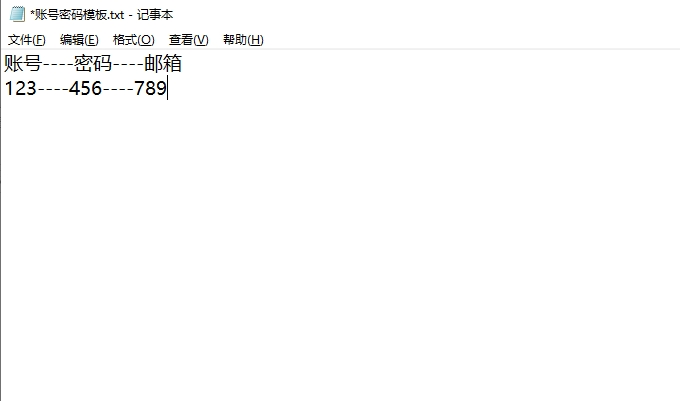 *账号密码模板.txt - 记事本
文件(F) 编辑(E) 格式(O) 查看(V) 帮助(H)
账号----密码----邮箱
123----456----789